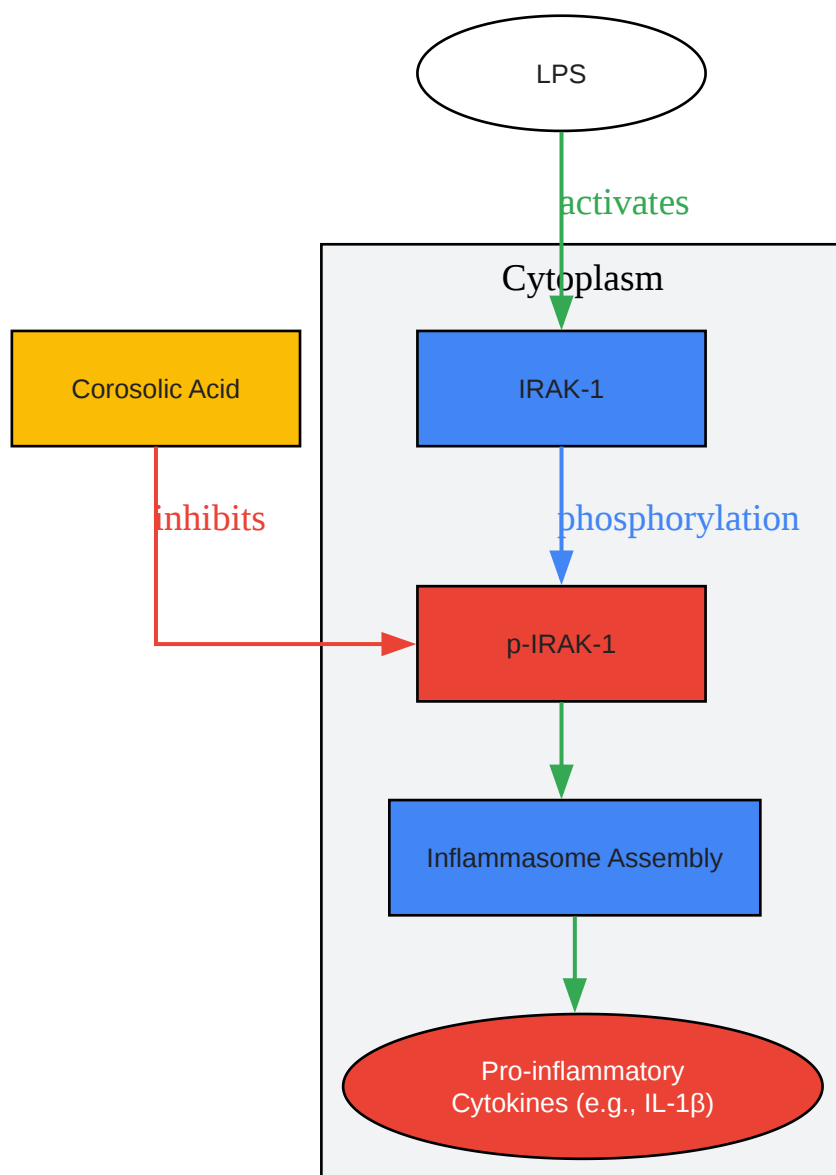 LPS
activates
Cytoplasm
Corosolic Acid
IRAK-1
inhibits
phosphorylation
p-IRAK-1
Inflammasome Assembly
Pro-inflammatory
Cytokines (e.g., IL-1β)